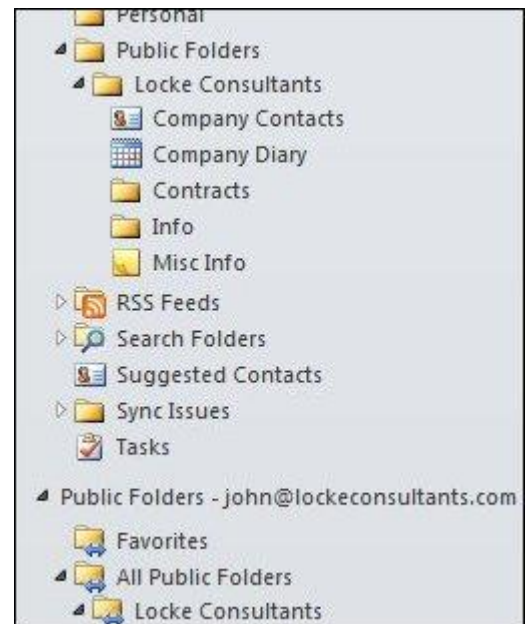 Personal
Public Folders
Locke Consultants
Company Contacts
Company Diary
Contracts
Info
Misc Info
RSS Feeds
Search Folders
Suggested Contacts
Sync Issues
Tasks
Public Folders - john@lockeconsultants.com
Favorites
All Public Folders
Locke Consultants